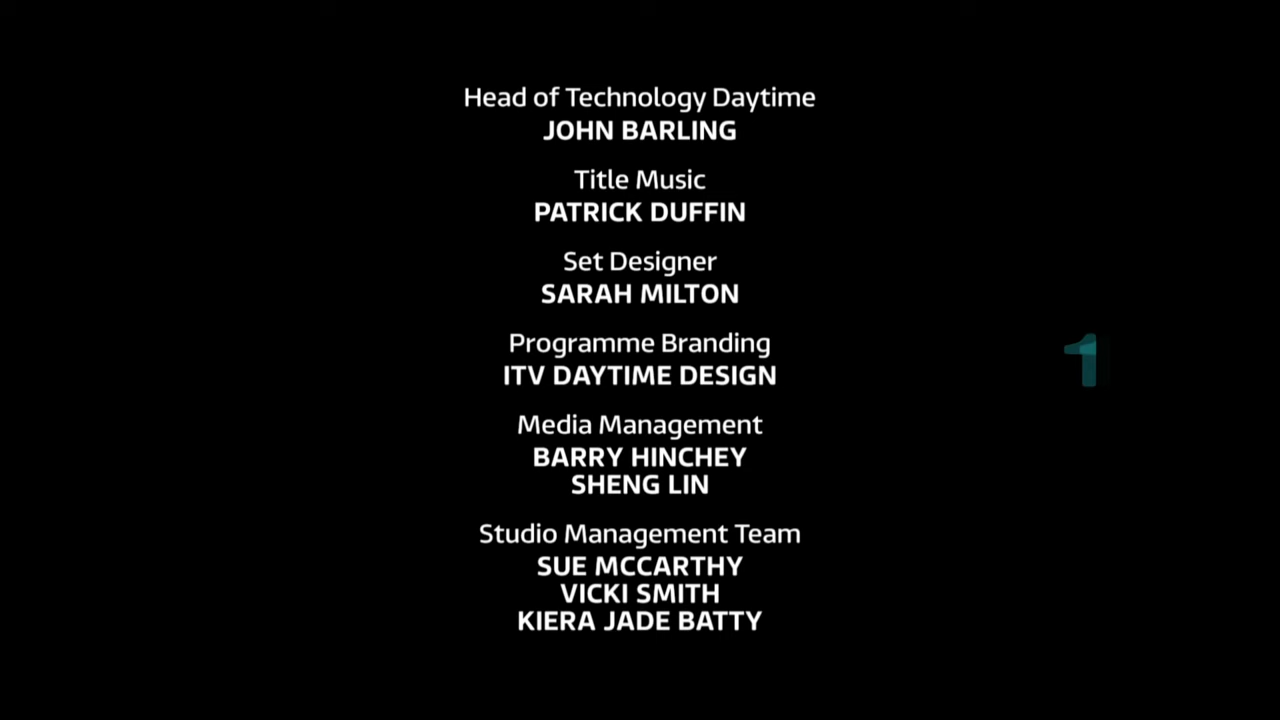 Head of Technology Daytime
JOHN BARLING
Title Music
PATRICK DUFFIN
Set Designer
SARAH MILTON
Programme Branding
ITV DAYTIME DESIGN
1
Media Management
BARRY HINCHEY
SHENG LIN
Studio Management Team
SUE MCCARTHY
VICKI SMITH
KIERA JADE BATTY